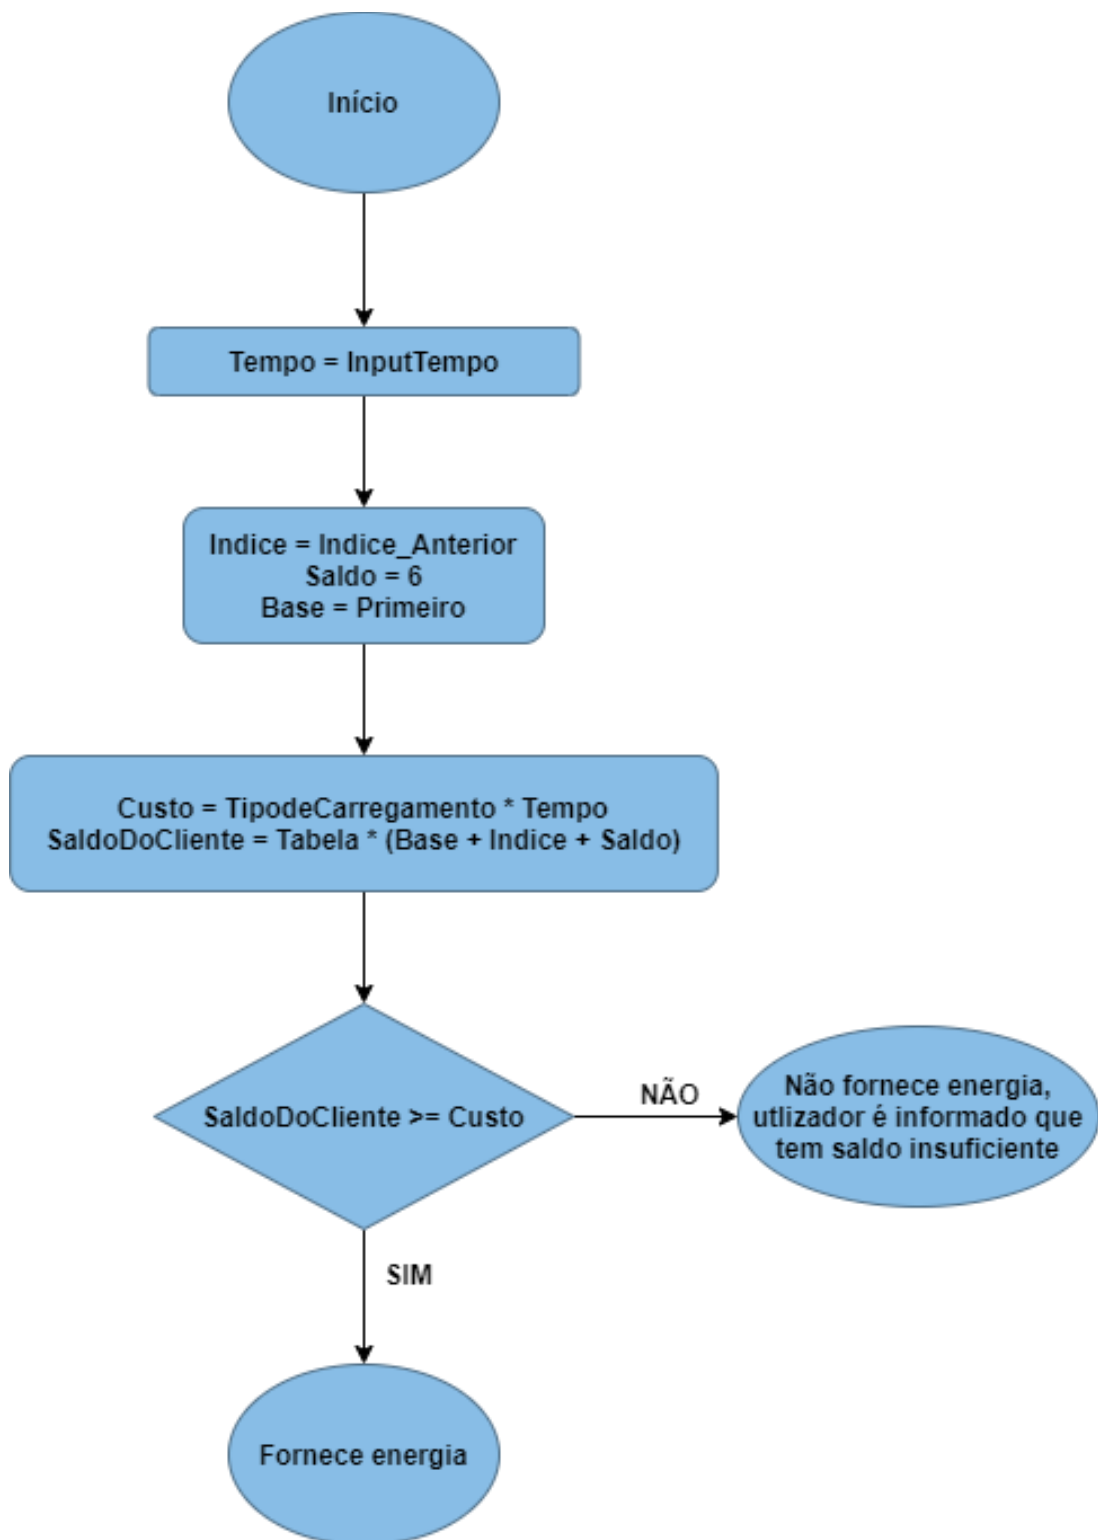 Início
Tempo = InputTempo
Indice = Indice_Anterior
Saldo = 6
Base = Primeiro
Custo = TipodeCarregamento * Tempo
SaldoDoCliente = Tabela * (Base + Indice + Saldo)
SaldoDoCliente >= Custo
NÃO
Não fornece energia,
utlizador é informado que
tem saldo insuficiente
SIM
Fornece energia